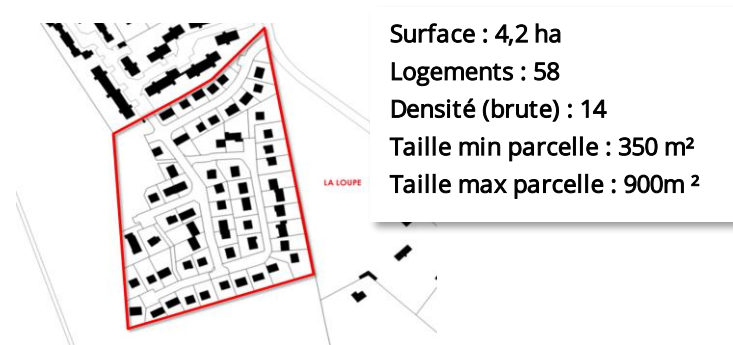 LA LOUPE
Surface : 4,2 ha
Logements : 58
Densité (brute) : 14
Taille min parcelle : 350 m²
Taille max parcelle : 900m ²